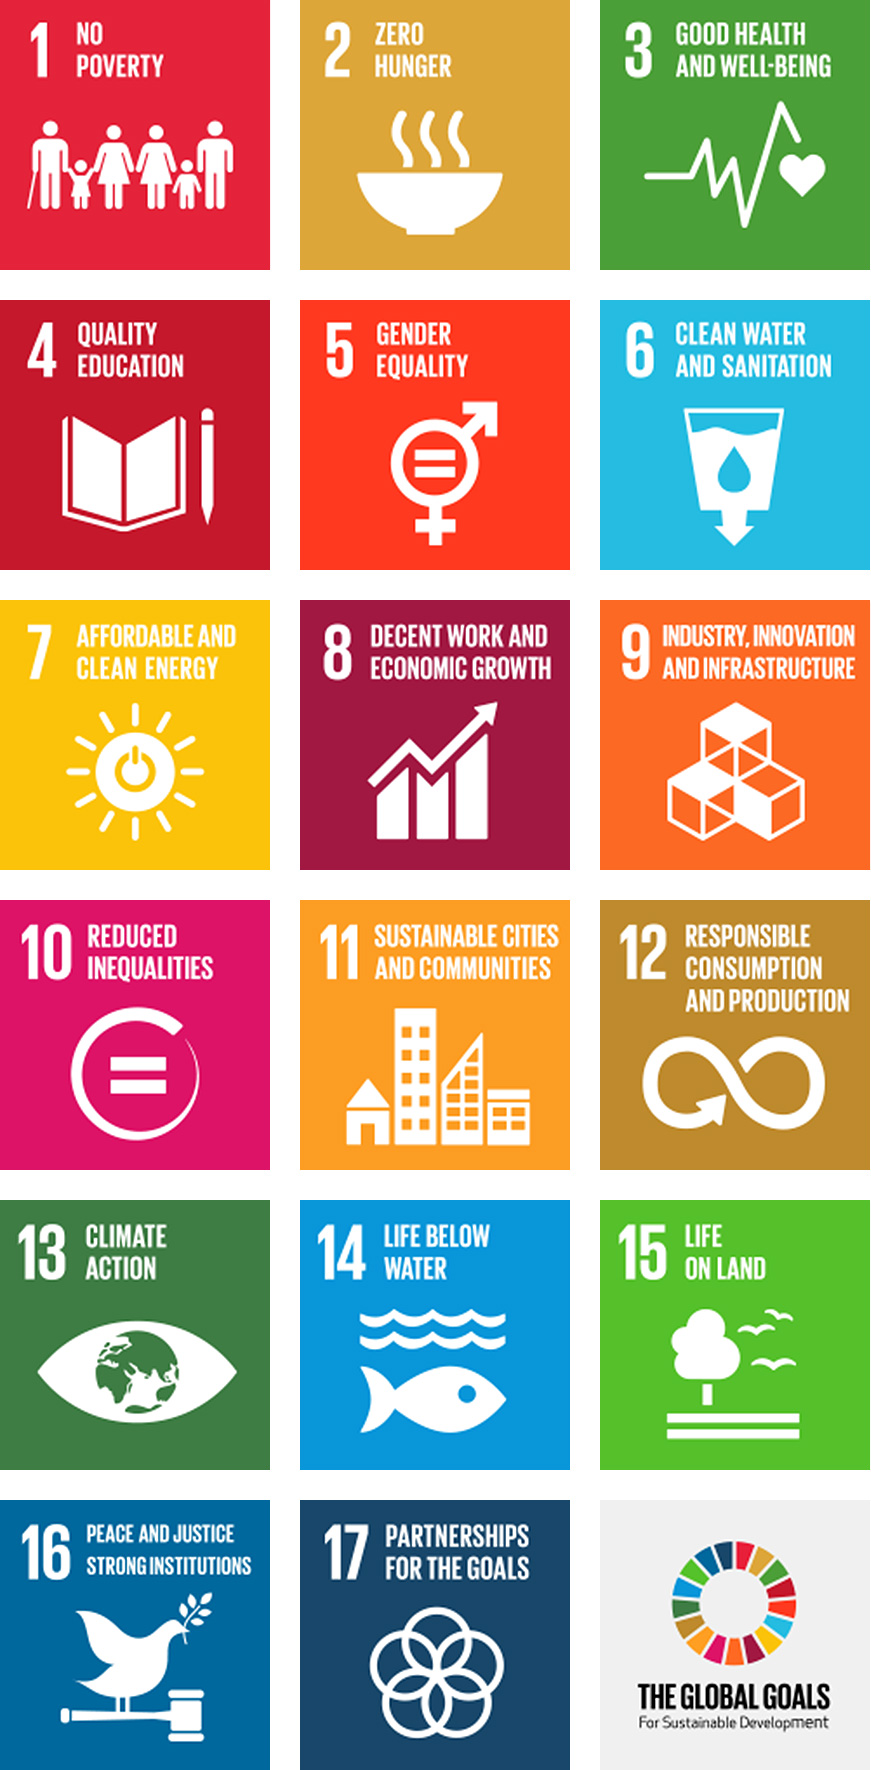 1 NO
POVERTY
2 ZERO
HUNGER
3 GOOD HEALTH
AND WELL-BEING
4 QUALITY
EDUCATION
5 GENDER
EQUALITY
6 CLEAN WATER
AND SANITATION
7 AFFORDABLE AND
CLEAN ENERGY
8 DECENT WORK AND
ECONOMIC GROWTH
9 INDUSTRY, INNOVATION
AND INFRASTRUCTURE
10 REDUCED
INEQUALITIES
11 SUSTAINABLE CITIES
AND COMMUNITIES
12 RESPONSIBLE
CONSUMPTION
AND PRODUCTION
13 CLIMATE
ACTION
14 LIFE BELOW
WATER
15 LIFE
ON LAND
16 PEACE AND JUSTICE
STRONG INSTITUTIONS
17 PARTNERSHIPS
FOR THE GOALS
THE GLOBAL GOALS
For Sustainable Development